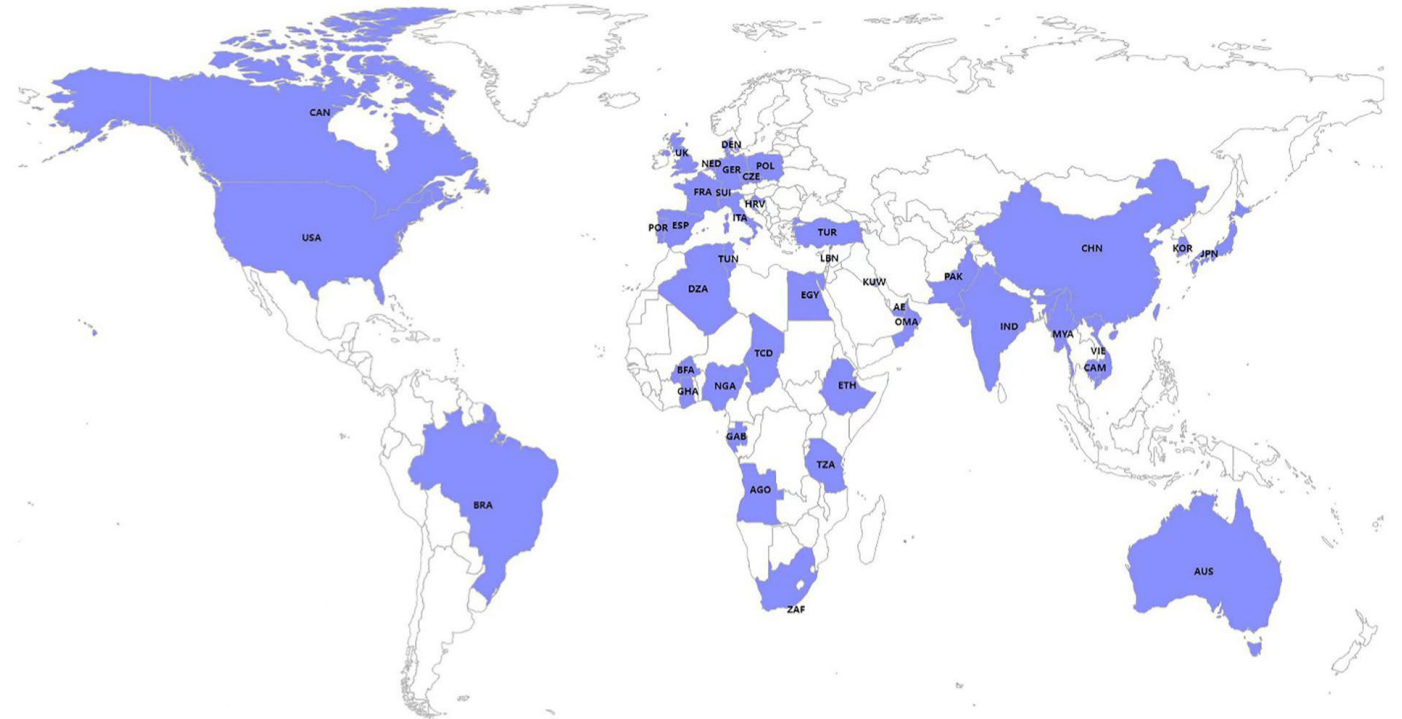 CAN
DEN
UK
NED
GER
POL
CZE
FRA
SUI
HRV
ITA
POR
ESP
TUR
USA
CHN
KOR
JPN
TUN
LBN
DZA
EGY
KUW
PAK
AE
OMA
IND
MYA
VIE
CAM
TCD
BFA
GHA
NGA
ETH
GAB
TZA
AGO
BRA
AUS
ZAF